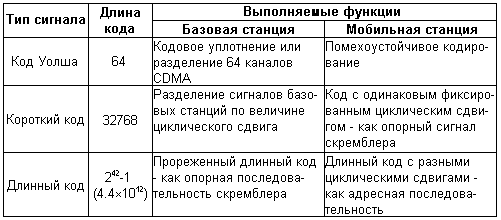 Тип сигнала
Длина
кода
Выполняемые функции
Базовая станция
Мобильная станция
Код Уолша
64
Кодовое уплотнение или
разделение 64 каналов
CDMA
Помехоустойчивое кодиро-
вание
Короткий код
32768
Разделение сигналов базо-
вых станций по величине
циклического сдвига
Код с одинаковым фиксиро-
ванным циклическим сдви-
гом - как опорный сигнал
скремблера
Длинный код
2⁴²-1
(4.4×10¹²)
Прореженный длинный код
- как опорная последова-
тельность скремблера
Длинный код с разными
циклическими сдвигами -
как адресная последова-
тельность